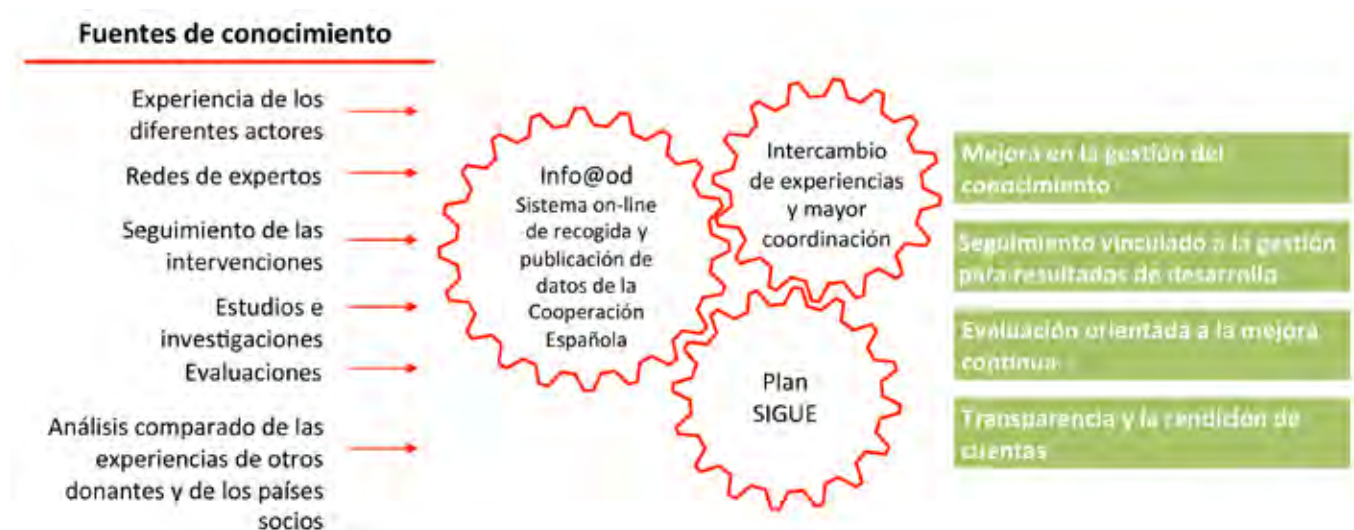 Fuentes de conocimiento
Experiencia de los
diferentes actores
Redes de expertos
Seguimiento de las
intervenciones
Estudios e
investigaciones
Evaluaciones
Análisis comparado de las
experiencias de otros
donantes y de los países
socios
Info@od
Sistema on-line
de recogida y
publicación de
datos de la
Cooperación
Española
Intercambio
de experiencias
y mayor
coordinación
Plan
SIGUE
Mejora en la gestión del
conocimiento
Seguimiento vinculado a la gestión
para resultados de desarrollo
Evaluación orientada a la mejora
continua
Transparencia y la rendición de
cuentas